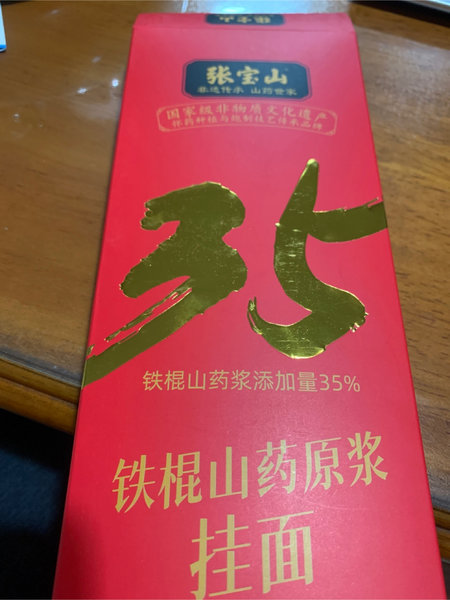 张宝山
非遗传承 山药世家
国家级非物质文化遗产
怀药种植与炮制技艺传承品牌
35
铁棍山药浆添加量35%
铁棍山药原浆
挂面